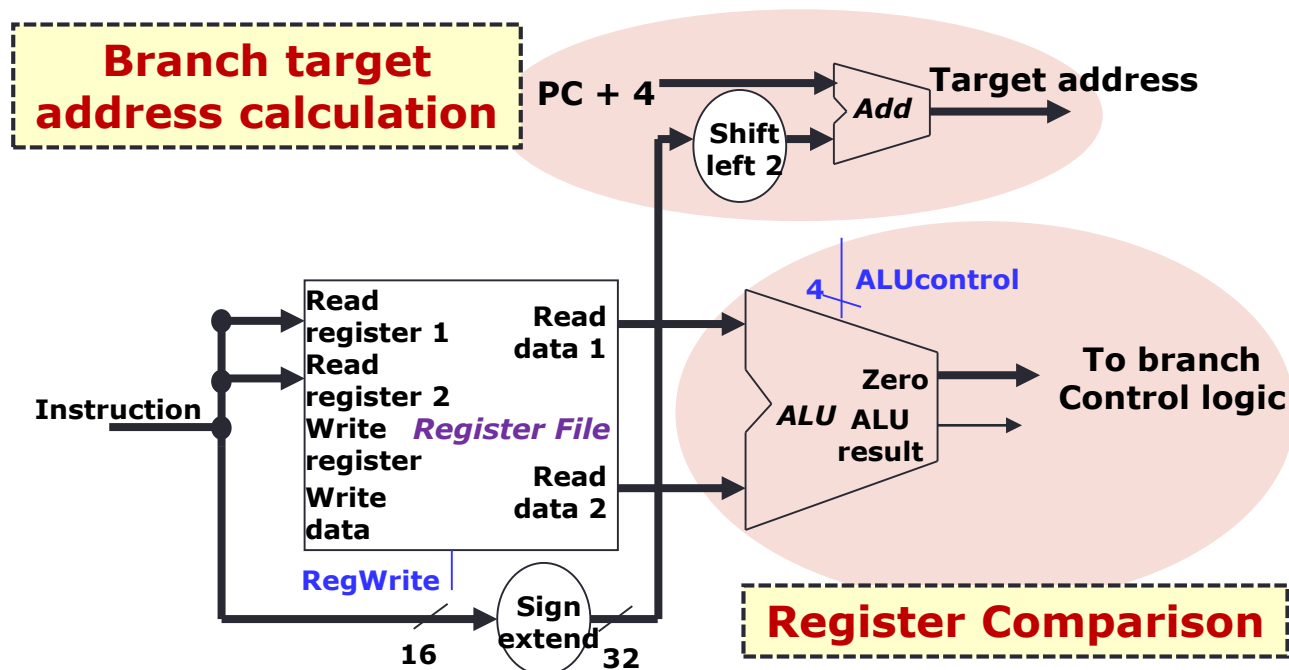 Branch target
address calculation
PC + 4
Shift
left 2
Add
Target address
4
ALUcontrol
Instruction
Read
register 1
Read
register 2
Write
register
Write
data
Register File
Read
data 1
Read
data 2
RegWrite
16
Sign
extend
32
ALU
Zero
ALU
result
To branch
Control logic
Register Comparison